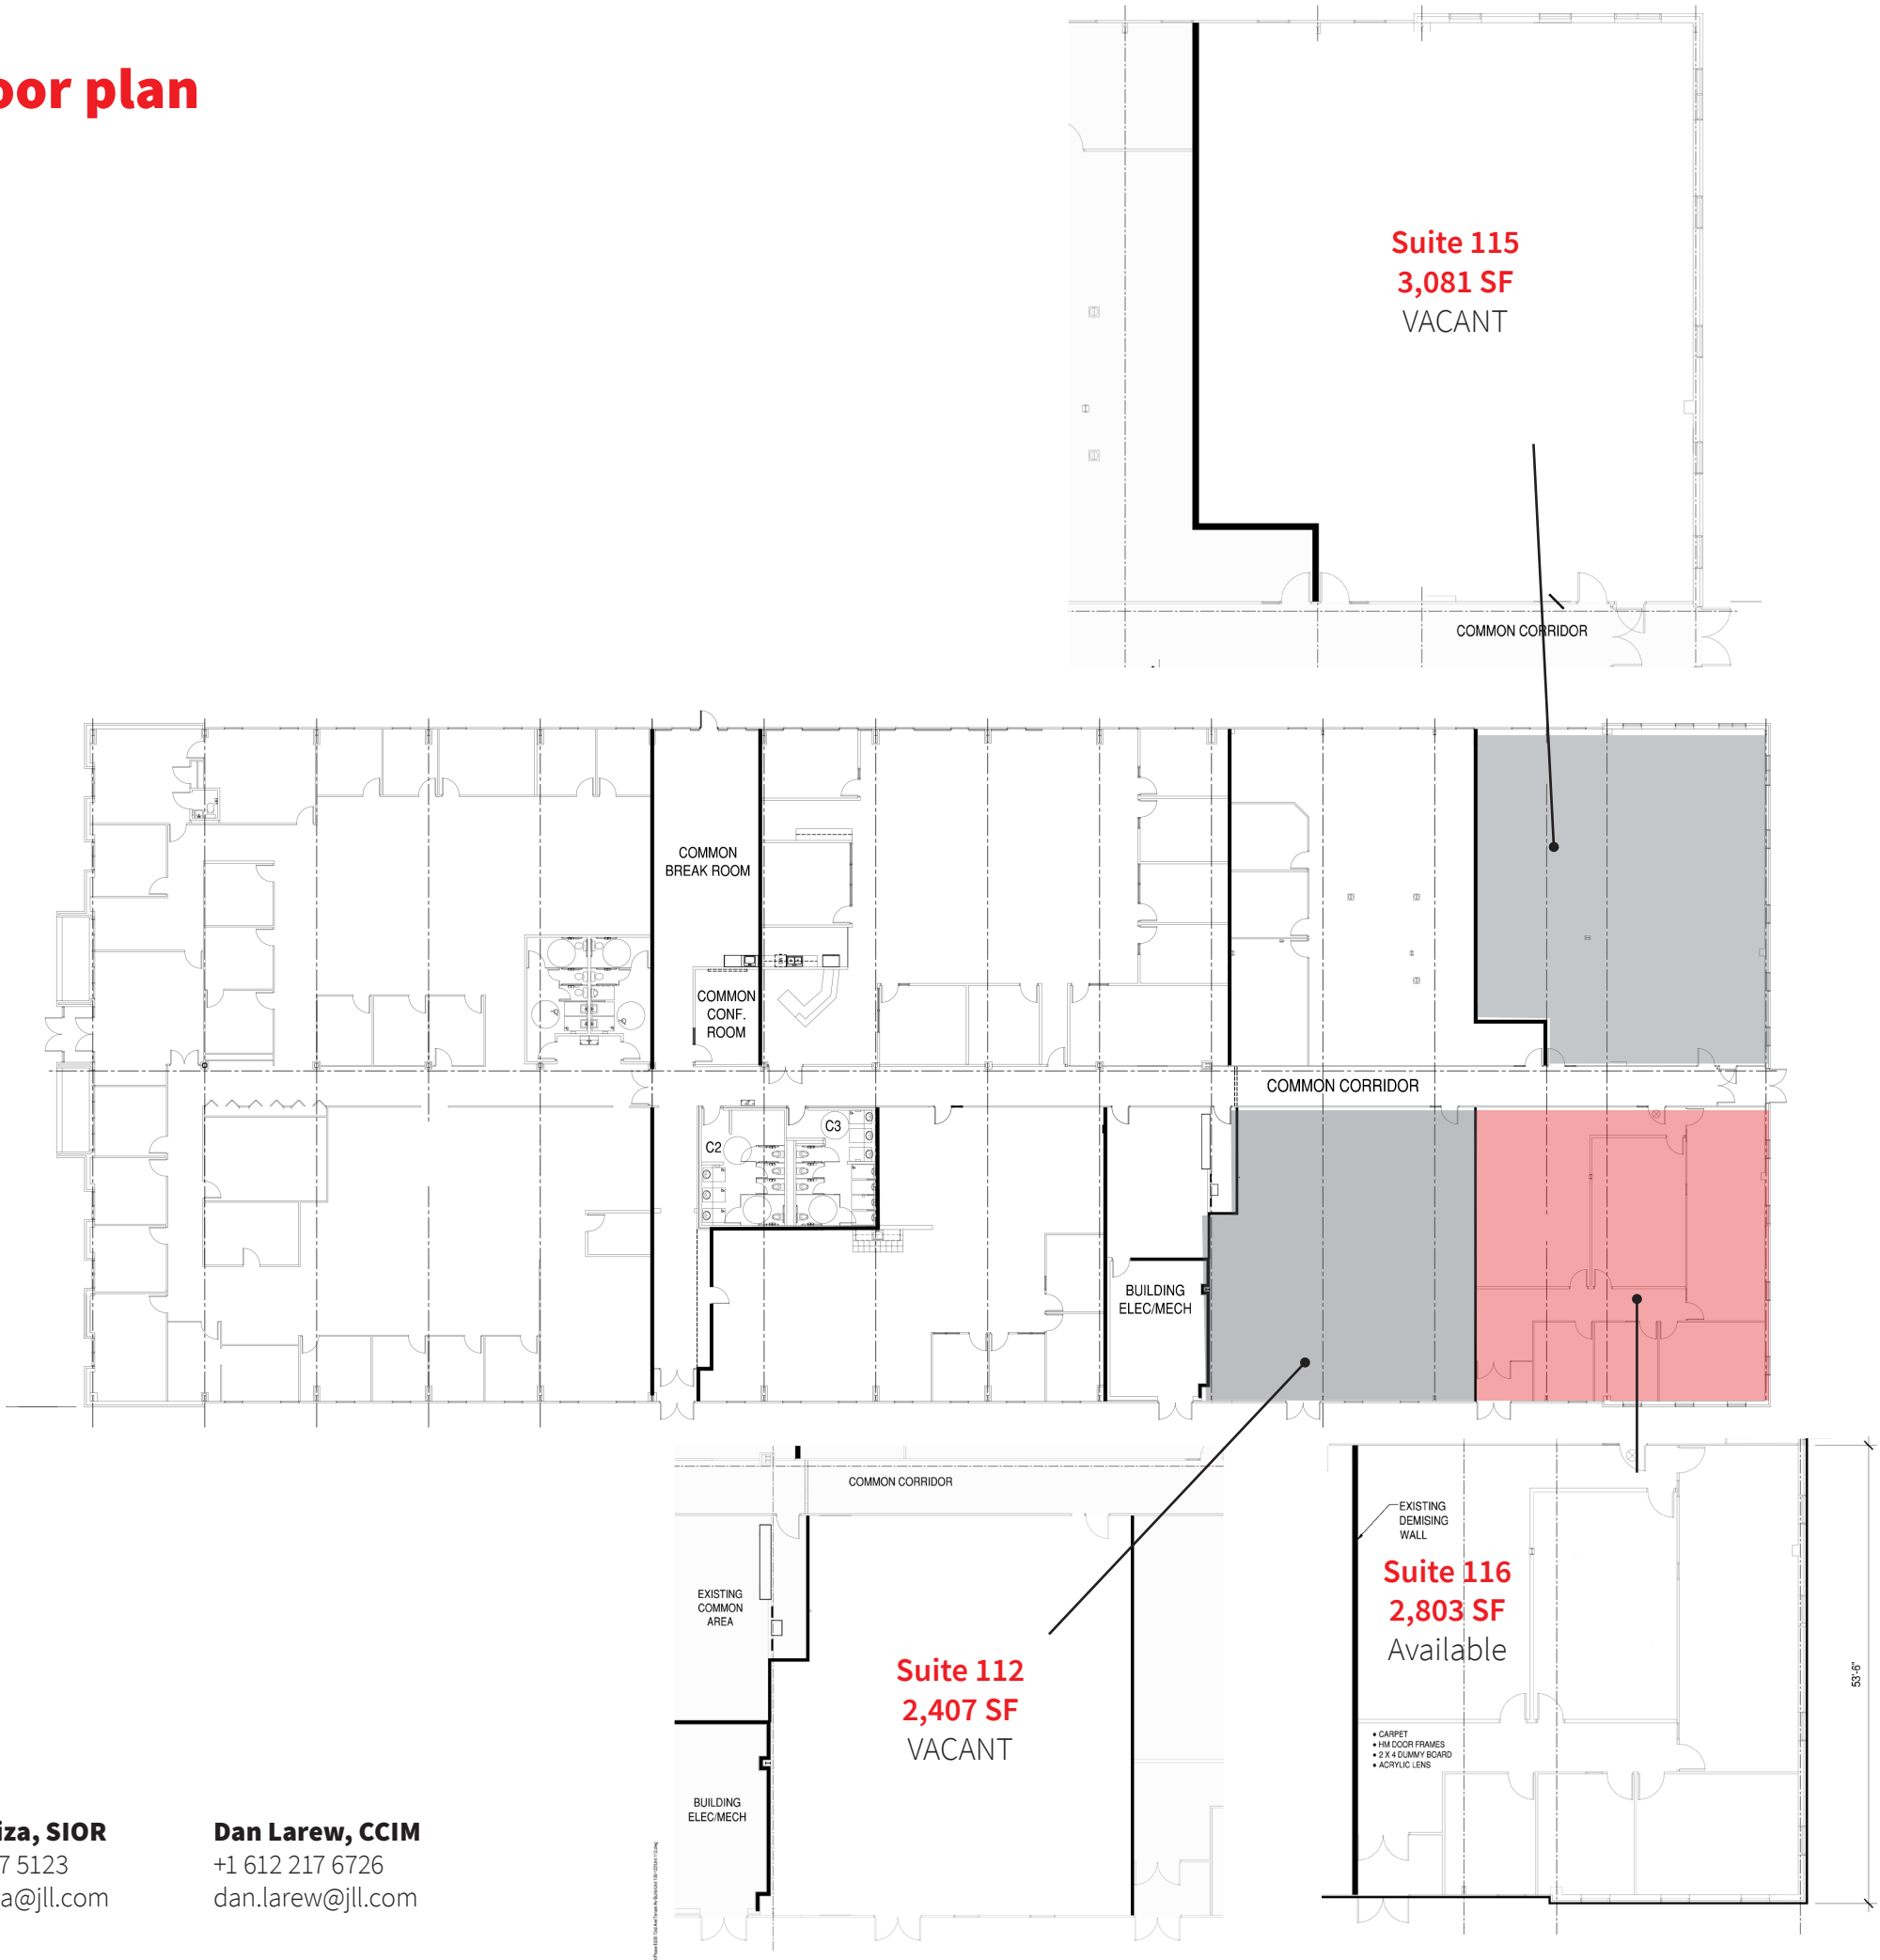 oor plan
Suite 115
3,081 SF
VACANT
COMMON CORRIDOR
COMMON
BREAK ROOM
COMMON
CONF.
ROOM
COMMON CORRIDOR
C2
C3
BUILDING
ELEC/MECH
COMMON CORRIDOR
EXISTING
COMMON
AREA
BUILDING
ELEC/MECH
Suite 112
2,407 SF
VACANT
EXISTING
DEMISING
WALL
Suite 116
2,803 SF
Available
• CARPET
• HM DOOR FRAMES
• 2 X 4 DUMMY BOARD
• ACRYLIC LENS
53'-6"
iza, SIOR
7 5123
a@jll.com
Dan Larew, CCIM
+1 612 217 6726
dan.larew@jll.com